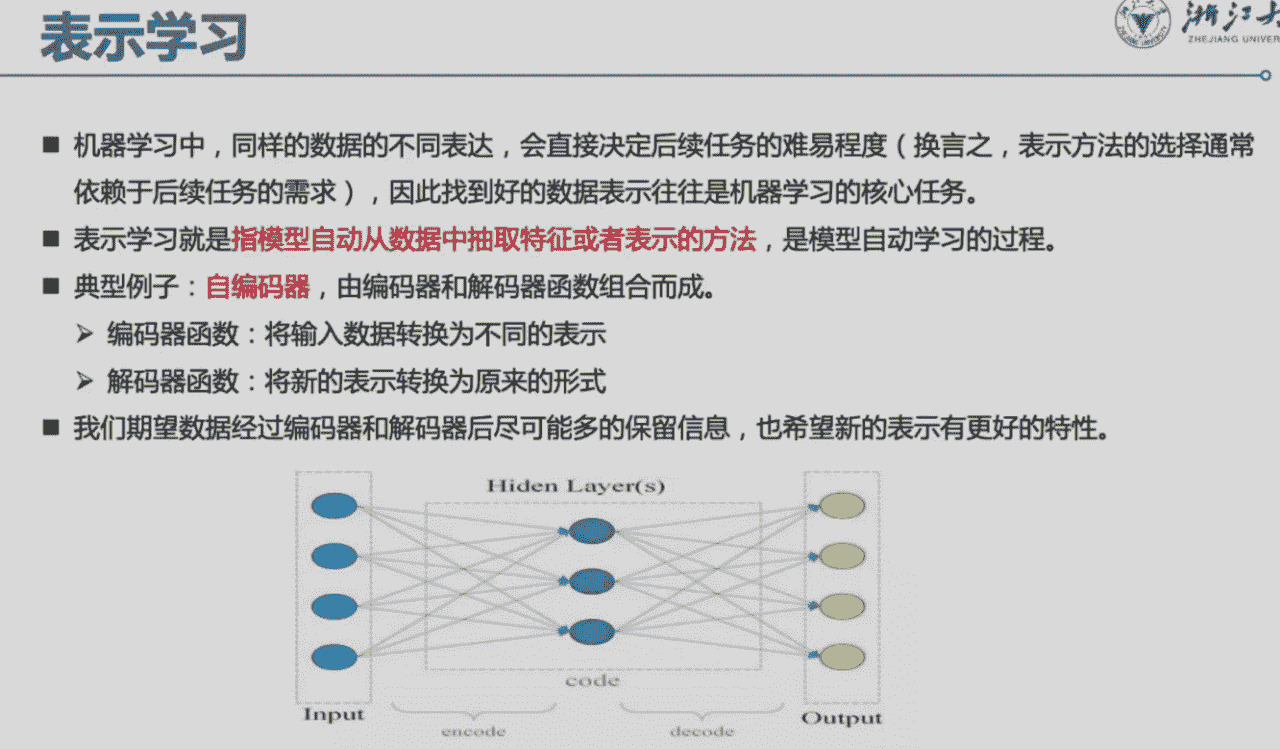 表示学习
浙江大
ZHEJIANG UNIVER
■ 机器学习中，同样的数据的不同表达，会直接决定后续任务的难易程度（换言之，表示方法的选择通常
依赖于后续任务的需求），因此找到好的数据表示往往是机器学习的核心任务。
■ 表示学习就是指模型自动从数据中抽取特征或者表示的方法，是模型自动学习的过程。
■ 典型例子：自编码器，由编码器和解码器函数组合而成。
➢ 编码器函数：将输入数据转换为不同的表示
➢ 解码器函数：将新的表示转换为原来的形式
■ 我们期望数据经过编码器和解码器后尽可能多的保留信息，也希望新的表示有更好的特性。
Hiden Layer(s)
code
Input
encode
decode
Output